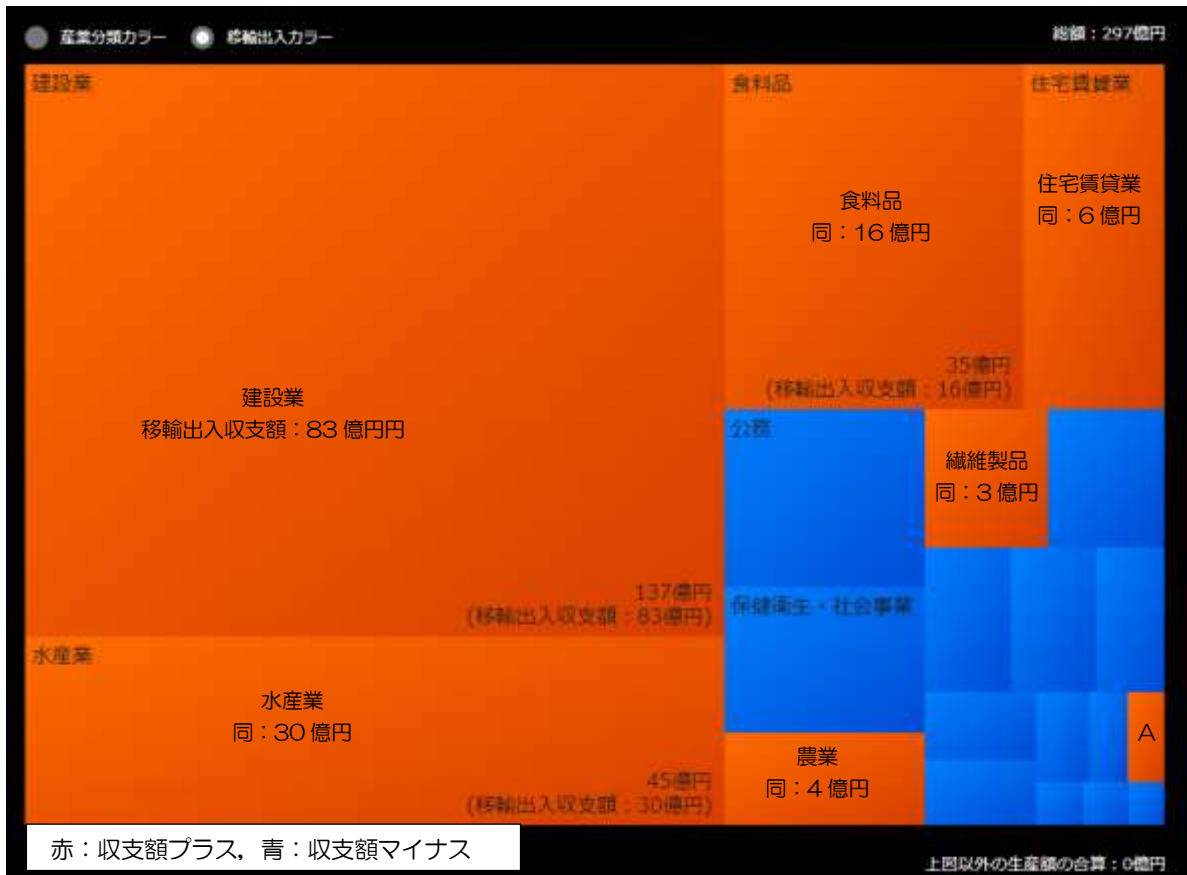 産業分類カラー 移輸出入カラー 総額：297億円
建設業
食料品
住宅賃貸業
住宅賃貸業
同：6億円
食料品
同：16億円
35億円
(移輸出入収支額：16億円)
建設業
移輸出入収支額：83億円円
公務
繊維製品
同：3億円
137億円
(移輸出入収支額：83億円)
保健衛生・社会事業
水産業
水産業
同：30億円
A
農業
同：4億円
45億円
(移輸出入収支額：30億円)
赤：収支額プラス，青：収支額マイナス
上図以外の生産額の合算：0億円